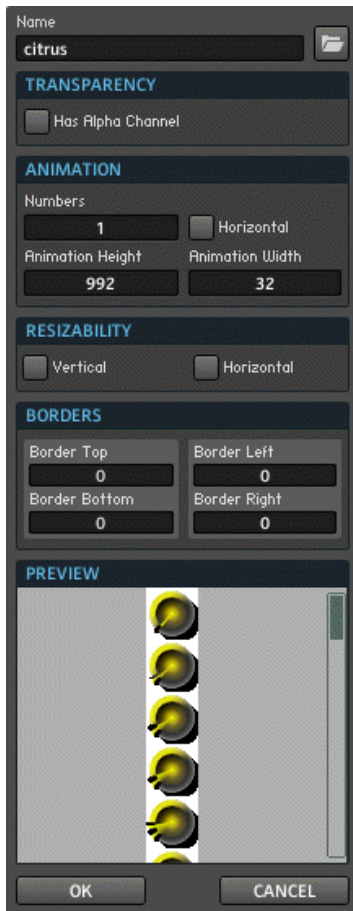 Name
citrus
TRANSPARENCY
Has Alpha Channel
ANIMATION
Numbers
1 Horizontal
Animation Height Animation Width
992 32
RESIZABILITY
Vertical Horizontal
BORDERS
Border Top Border Left
0 0
Border Bottom Border Right
0 0
PREVIEW
OK CANCEL